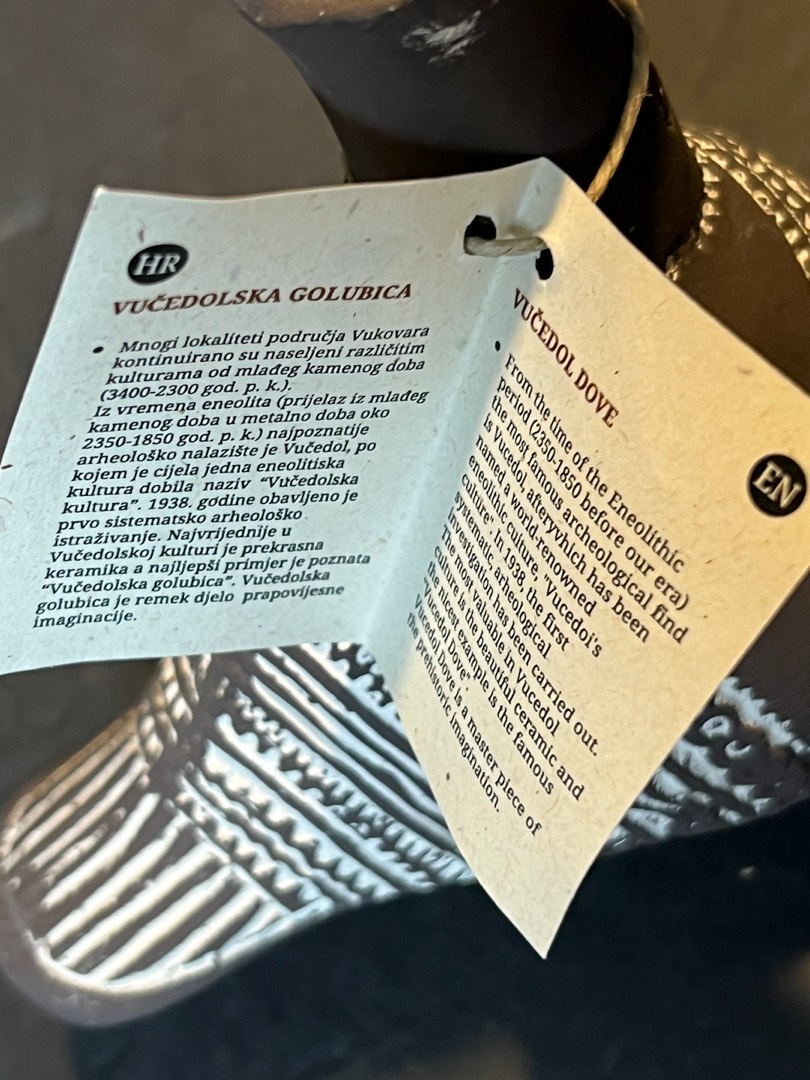 HR
VUČEDOLSKA GOLUBICA
• Mnogi lokaliteti područja Vukovara
kontinuirano su naseljeni različitim
kulturama od mlađeg kamenog doba
(3400-2300 god. p. k.).
Iz vremena eneolita (prijelaz iz mlađeg
kamenog doba u metalno doba oko
2350-1850 god. p. k.) najpoznatije
arheološko nalazište je Vučedol, po
kojem je cijela jedna eneolitiska
kultura dobila naziv “Vučedolska
kultura”. 1938. godine obavljeno je
prvo sistematsko arheološko
istraživanje. Najvrijednije u
Vučedolskoj kulturi je prekrasna
keramika a najljepši primjer je poznata
“Vučedolska golubica”. Vučedolska
golubica je remek djelo prapovijesne
imaginacije.
EN
VUČEDOL DOVE
• From the time of the Eneolithic
period (2350-1850 before our era)
the most famous archeological find
is Vucedol, afteryvhich has been
named a world-renowned
eneolithic culture, "Vucedoi's
culture". In 1938, the first
systematic arheological
investigation has been carried out.
The most valuable in Vucedol
culture is the beautiful ceramic and
the nicest example is the famous
"Vucedol Dove".
Vucedol Dove is a master piece of
the prehistoric imagination.